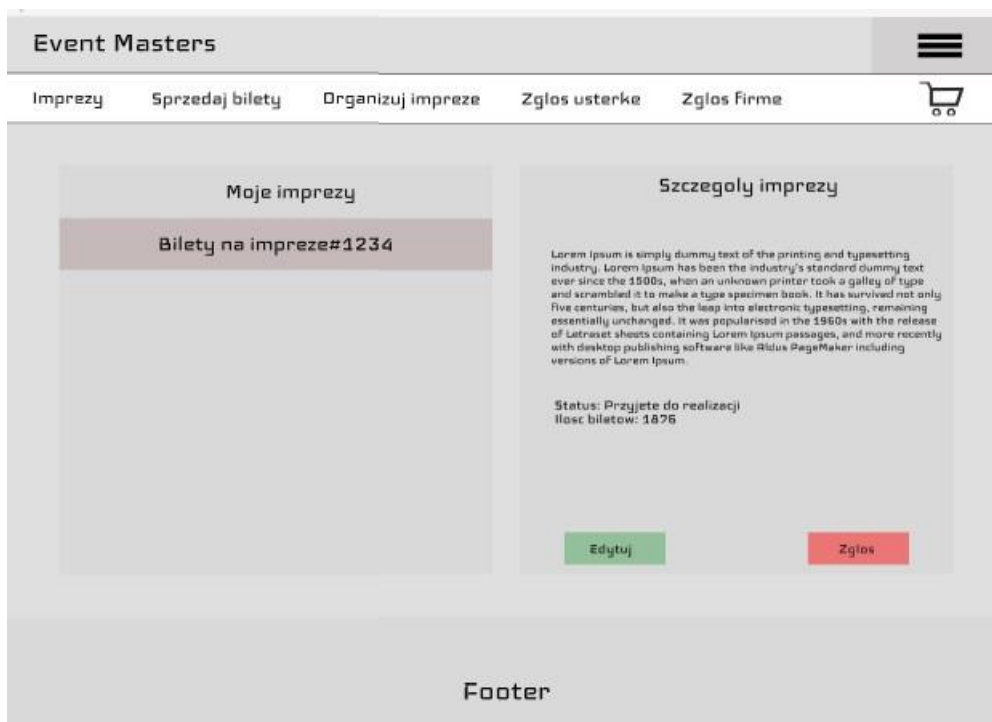 Event Masters
Imprezy Sprzedaj bilety Organizuj impreze Zglos usterke Zglos firme
Moje imprezy
Bilety na impreze#1234
Szczegoly imprezy
Lorem Ipsum is simply dummy text of the printing and typesetting
industry. Lorem Ipsum has been the industry's standard dummy text
ever since the 1500s, when an unknown printer took a galley of type
and scrambled it to make a type specimen book. It has survived not only
five centuries, but also the leap into electronic typesetting, remaining
essentially unchanged. It was popularised in the 1960s with the release
of Letraset sheets containing Lorem Ipsum passages, and more recently
with desktop publishing software like Aldus PageMaker including
versions of Lorem Ipsum.
Status: Przyjete do realizacji
Ilosc biletow: 1876
Edytuj Zglos
Footer